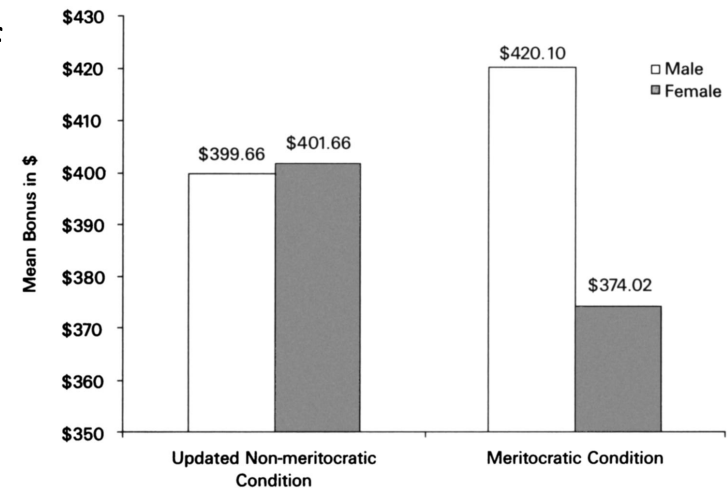 $430
$420
$410
$400
$390
$380
$370
$360
$350
Mean Bonus in $
$399.66
$401.66
$420.10
$374.02
Male
Female
Updated Non-meritocratic
Condition
Meritocratic Condition